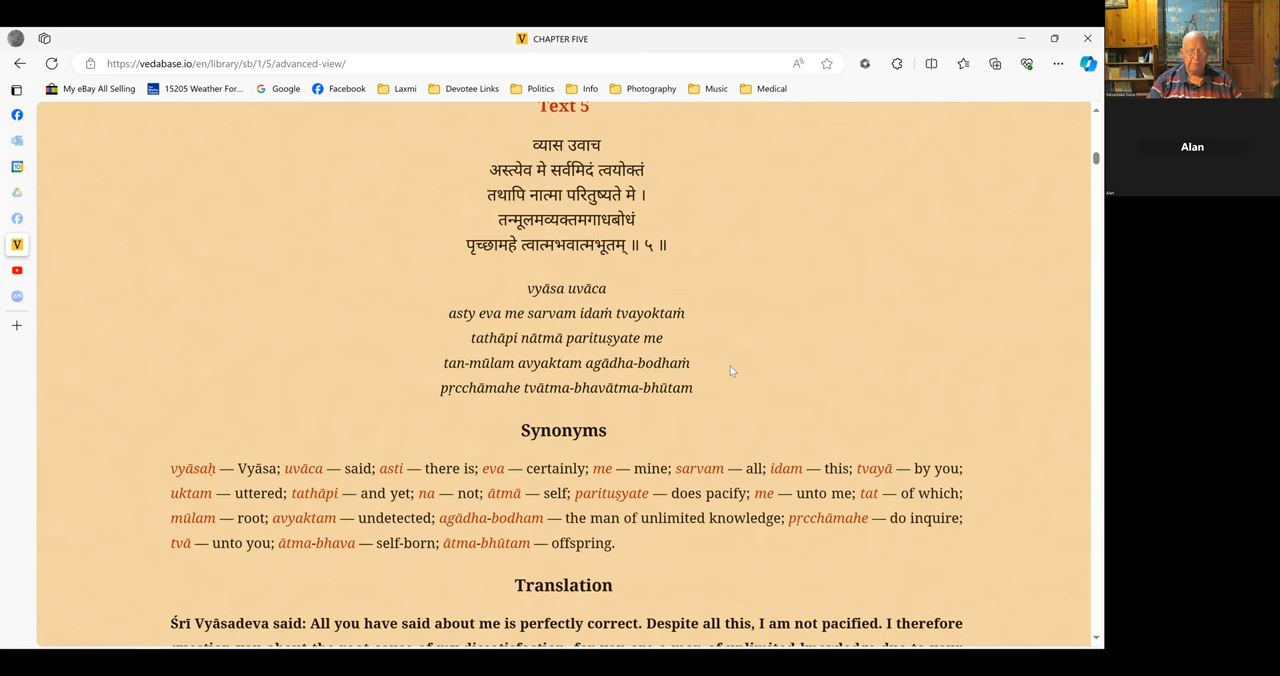 CHAPTER FIVE
https://vedabase.io/en/library/sb/1/5/advanced-view/
My eBay All Selling
15205 Weather For...
Google
Facebook
Laxmi
Devotee Links
Politics
Info
Photography
Music
Medical
Text 5
व्यास उवाच
अस्त्येव मे सर्वमिदं त्वयोक्तं
तथापि नात्मा परितुष्यते मे ।
तन्मूलमव्यक्तमगाधबोधं
पृच्छामहे त्वात्मभवात्मभूतम् ॥ ५ ॥
vyāsa uvāca
asty eva me sarvam idaṁ tvayoktaṁ
tathāpi nātmā parituṣyate me
tan-mūlam avyaktam agādha-bodhaṁ
pṛcchāmahe tvātma-bhavātma-bhūtam
Synonyms
vyāsaḥ — Vyāsa; uvāca — said; asti — there is; eva — certainly; me — mine; sarvam — all; idam — this; tvayā — by you;
uktam — uttered; tathāpi — and yet; na — not; ātmā — self; parituṣyate — does pacify; me — unto me; tat — of which;
mūlam — root; avyaktam — undetected; agādha-bodham — the man of unlimited knowledge; pṛcchāmahe — do inquire;
tvā — unto you; ātma-bhava — self-born; ātma-bhūtam — offspring.
Translation
Śrī Vyāsadeva said: All you have said about me is perfectly correct. Despite all this, I am not pacified. I therefore
Alan
Alan